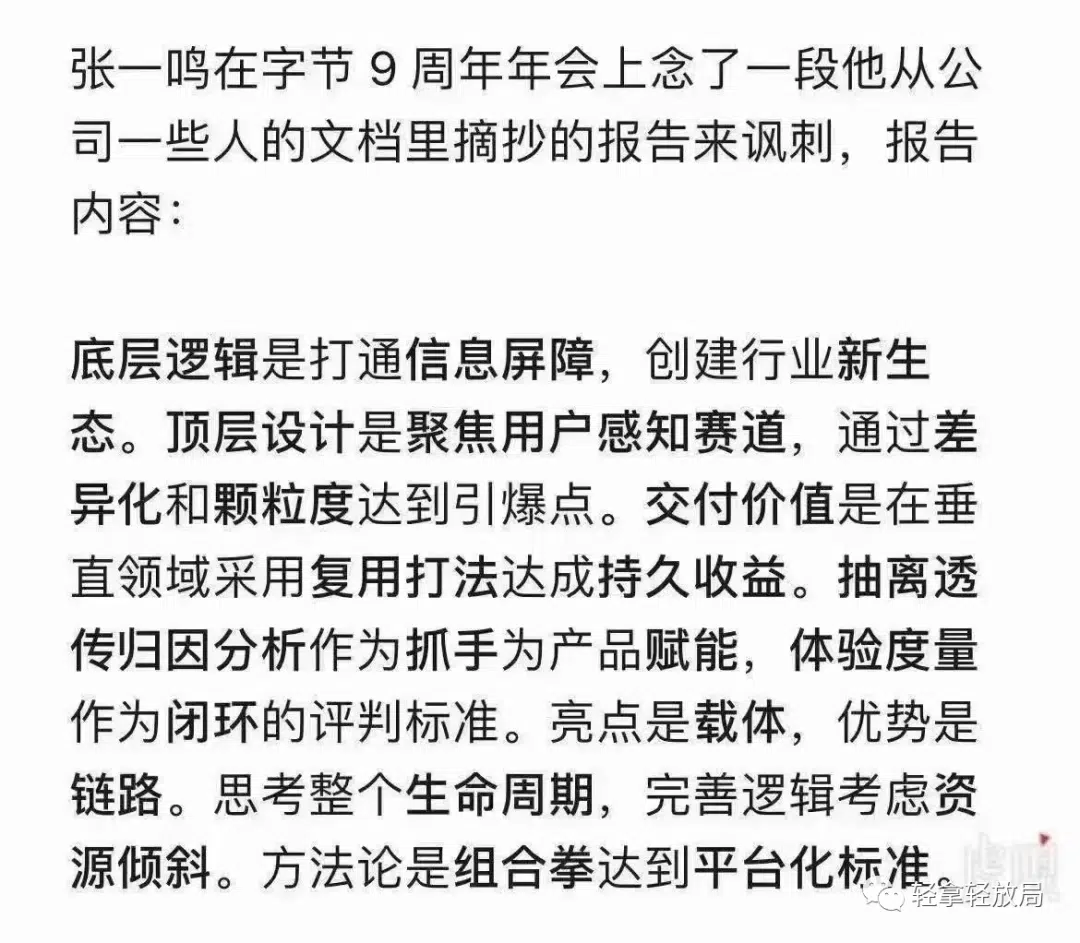 张一鸣在字节 9 周年年会上念了一段他从公
司一些人的文档里摘抄的报告来讽刺，报告
内容：
底层逻辑是打通信息屏障，创建行业新生
态。顶层设计是聚焦用户感知赛道，通过差
异化和颗粒度达到引爆点。交付价值是在垂
直领域采用复用打法达成持久收益。抽离透
传归因分析作为抓手为产品赋能，体验度量
作为闭环的评判标准。亮点是载体，优势是
链路。思考整个生命周期，完善逻辑考虑资
源倾斜。方法论是组合拳达到平台化标准。
轻拿轻放局